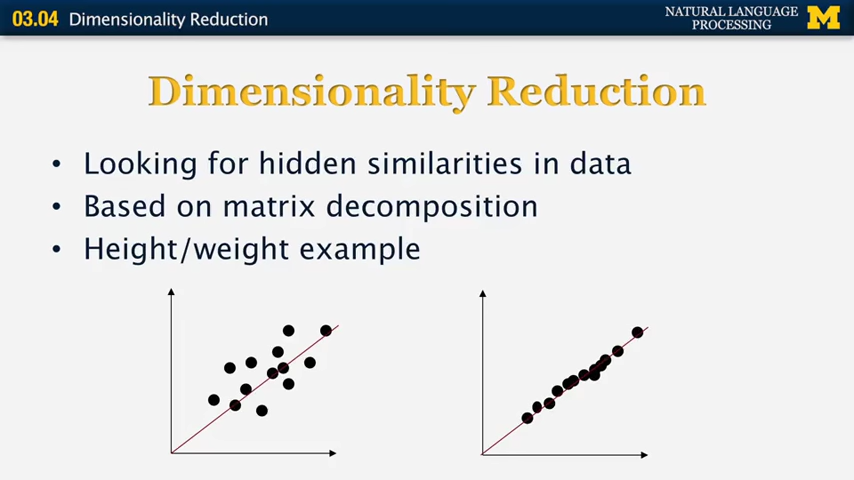 03.04 Dimensionality Reduction
NATURAL LANGUAGE
PROCESSING
M
Dimensionality Reduction
• Looking for hidden similarities in data
• Based on matrix decomposition
• Height/weight example